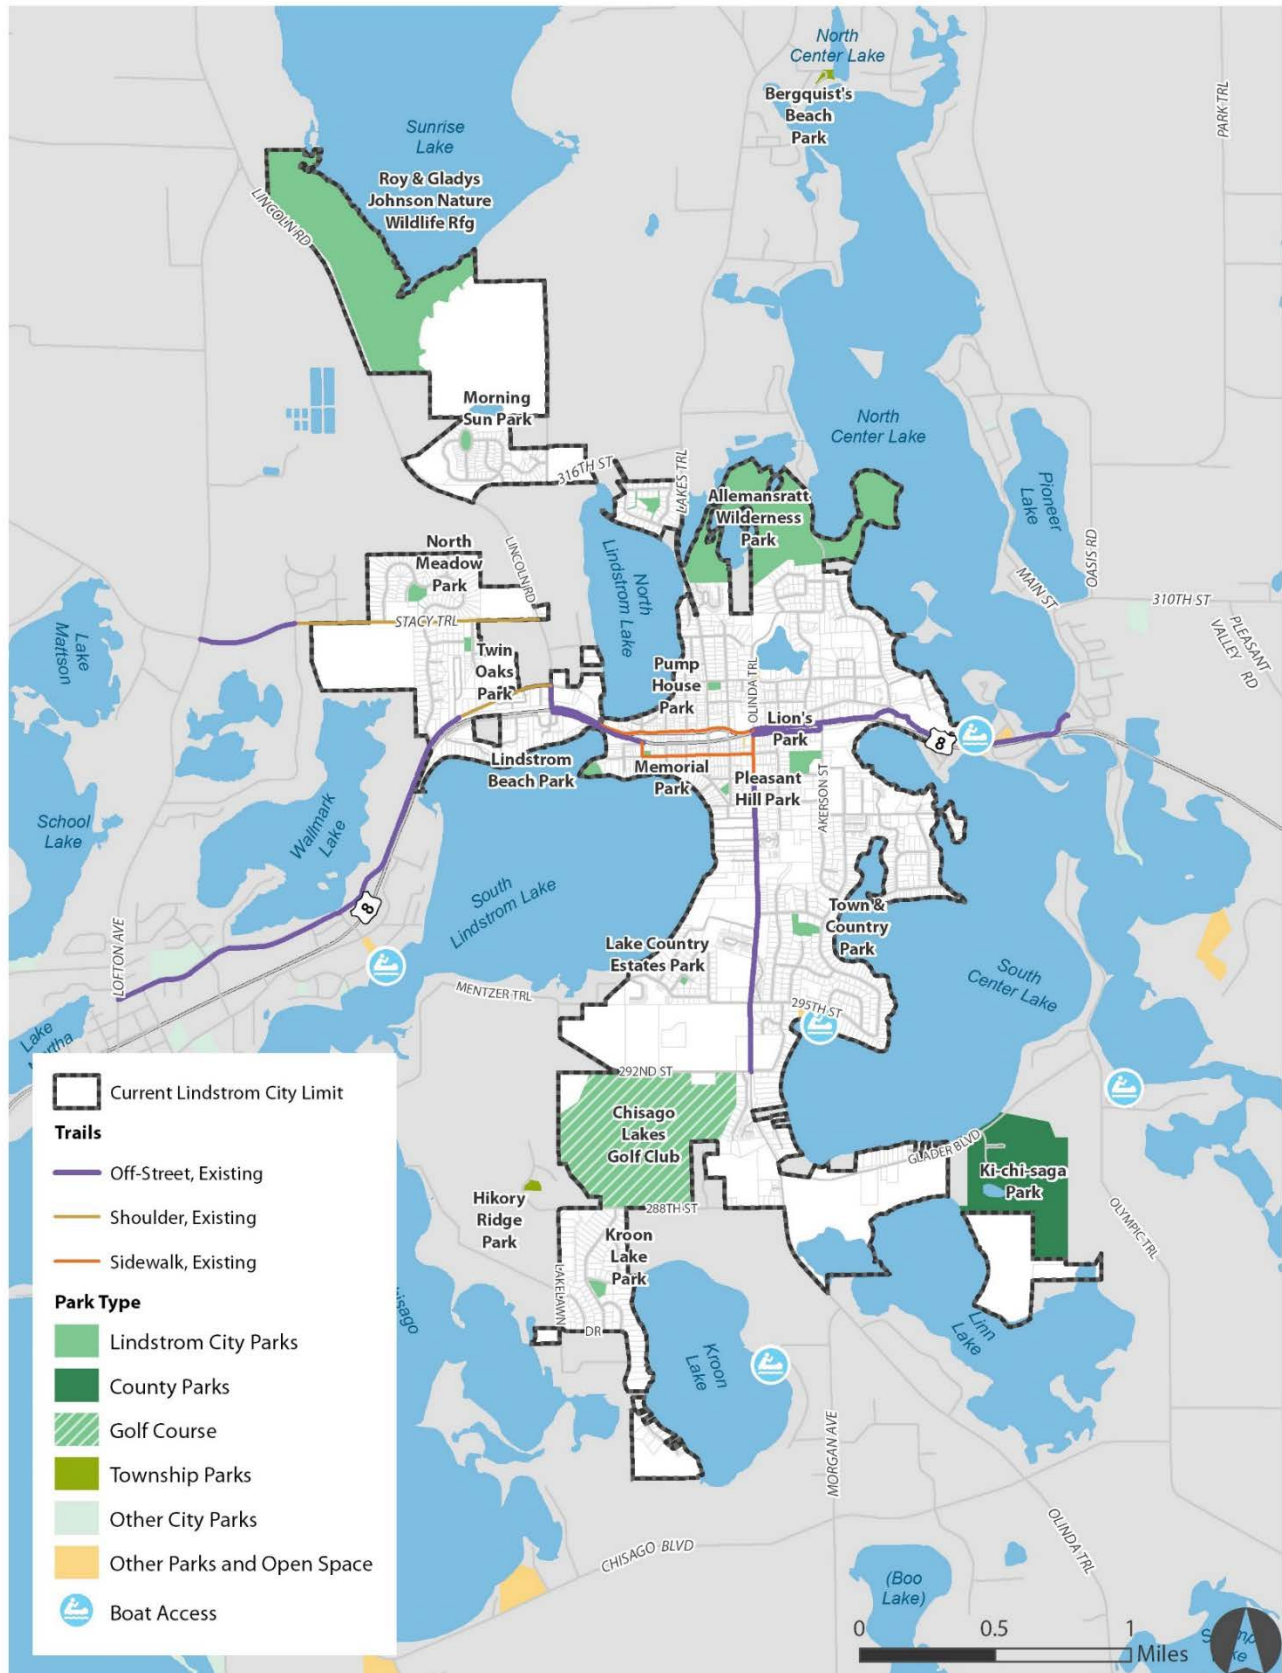 North
Center Lake
Bergquist's
Beach
Park
PARK TRL
Sunrise
Lake
Roy & Gladys
Johnson Nature
Wildlife Rfg
LINCOLN RD
Morning
Sun Park
316TH ST
LAKES TRL
North
Center Lake
Allemansratt
Wilderness
Park
Pioneer
Lake
OASIS RD
MAIN ST
310TH ST
PLEASANT
VALLEY RD
North
Meadow
Park
LINCOLN RD
North
Lindstrom Lake
STACY TRL
Lake
Mattson
Twin
Oaks
Park
Pump
House
Park
OLINDA TRL
Lion's
Park
8
Lindstrom
Beach Park
Memorial
Park
Pleasant
Hill Park
AKERSON ST
School
Lake
Wallmark
Lake
8
South
Lindstrom Lake
LOFTON AVE
Town &
Country
Park
Lake Country
Estates Park
South
Center Lake
MENTZER TRL
295TH ST
Lake
292ND ST
Chisago
Lakes
Golf Club
GLADER BLVD
Ki-chi-saga
Park
OLYMPIC TRL
Hikory
Ridge
Park
288TH ST
Kroon
Lake
Park
LAKELAWN
DR
Linn
Lake
Kroon
Lake
MORGAN AVE
OLINDA TRL
CHISAGO BLVD
(Boo
Lake)
Current Lindstrom City Limit
Trails
Off-Street, Existing
Shoulder, Existing
Sidewalk, Existing
Park Type
Lindstrom City Parks
County Parks
Golf Course
Township Parks
Other City Parks
Other Parks and Open Space
Boat Access
0 0.5 1
Miles